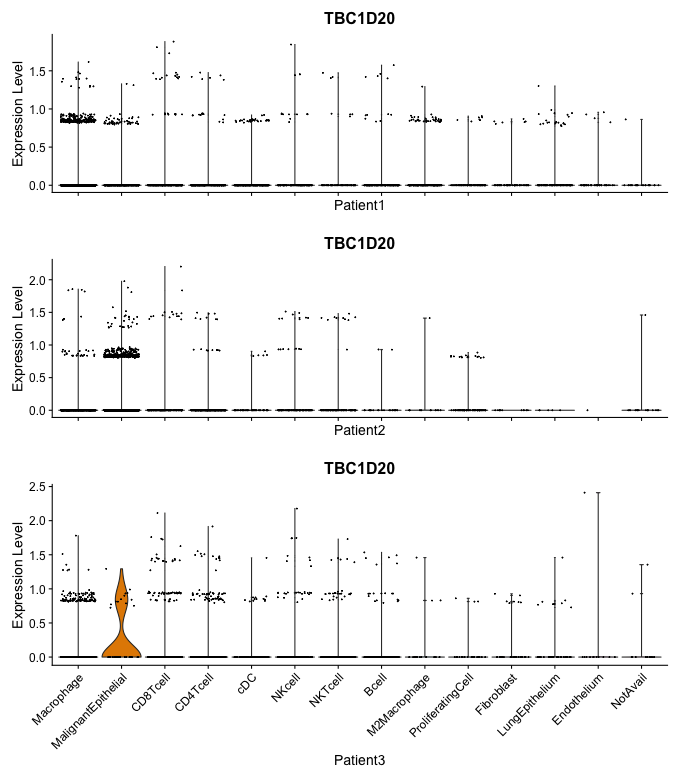 TBC1D20
Expression Level
1.5
1.0
0.5
0.0
Patient1
TBC1D20
Expression Level
2.0
1.5
1.0
0.5
0.0
Patient2
TBC1D20
Expression Level
2.5
2.0
1.5
1.0
0.5
0.0
Macrophage
MalignantEpithelial
CD8Tcell
CD4Tcell
cDC
NKcell
NKTcell
Bcell
M2Macrophage
ProliferatingCell
Fibroblast
LungEpithelium
Endothelium
NotAvail
Patient3